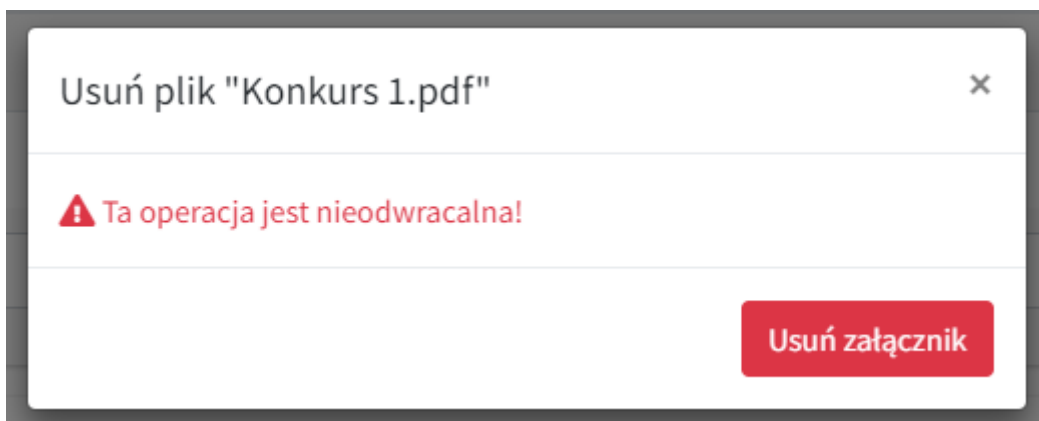 Usuń plik "Konkurs 1.pdf"
Ta operacja jest nieodwracalna!
Usuń załącznik